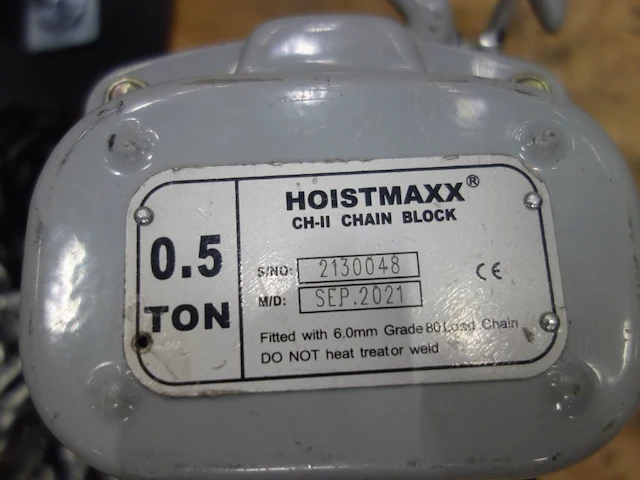 0.5
TON
HOISTMAXX®
CH-II CHAIN BLOCK
S/NO: 2130048
M/D: SEP.2021
CE
Fitted with 6.0mm Grade 80 Load Chain
DO NOT heat treat or weld